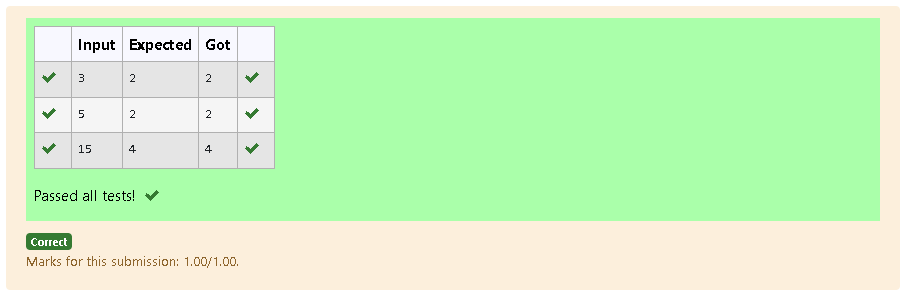 Input Expected Got
3 2 2
5 2 2
15 4 4
Passed all tests!
Correct
Marks for this submission: 1.00/1.00.